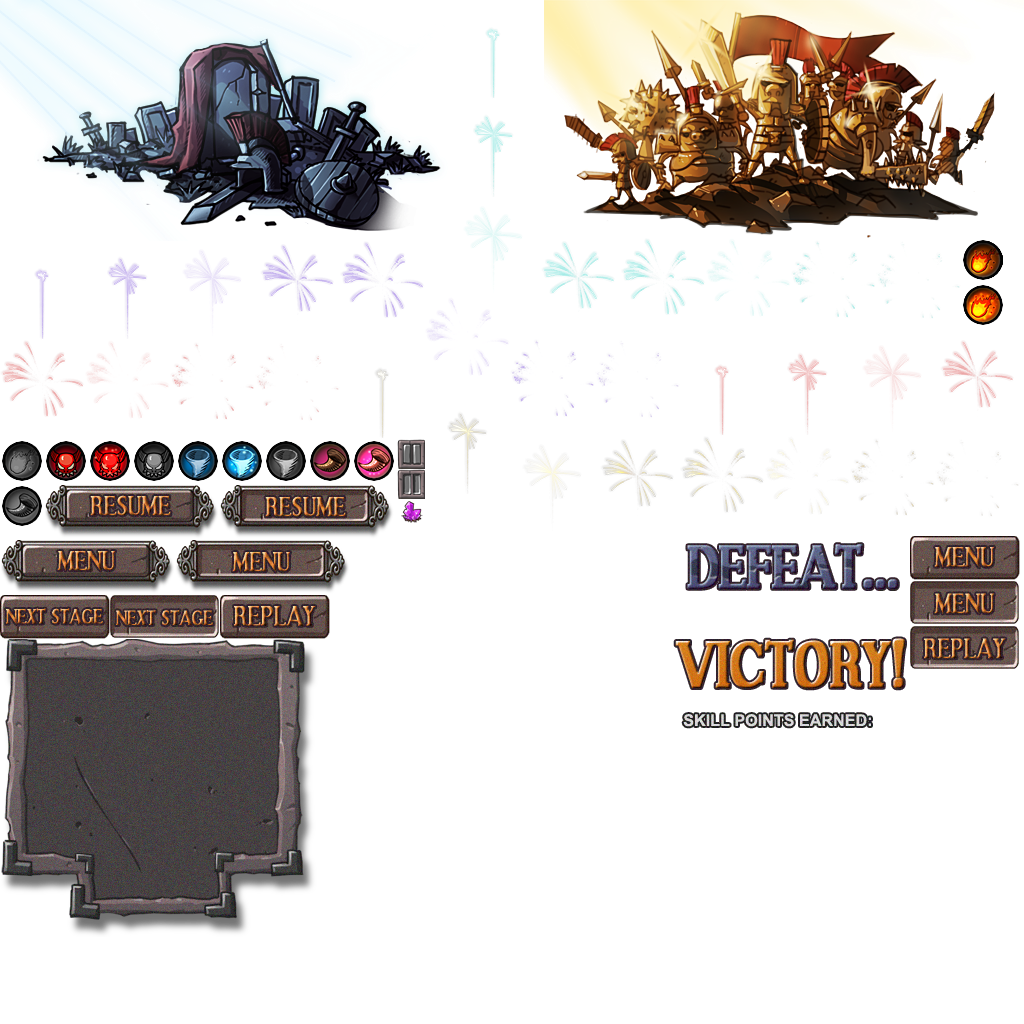 RESUME
RESUME
MENU
MENU
NEXT STAGE
NEXT STAGE
REPLAY
DEFEAT...
MENU
MENU
VICTORY!
REPLAY
SKILL POINTS EARNED: